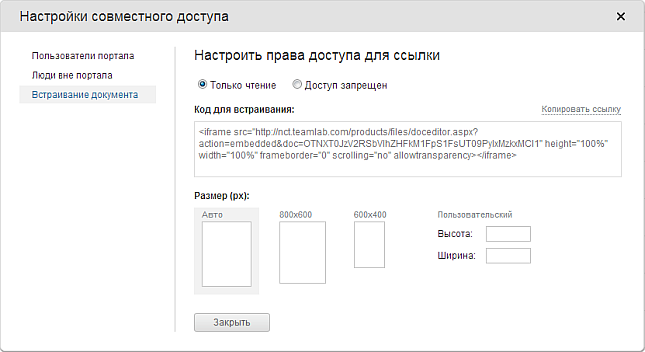 Настройки совместного доступа
Пользователи портала
Люди вне портала
Встраивание документа
Настроить права доступа для ссылки
Только чтение Доступ запрещен
Код для встраивания: Копировать ссылку
<iframe src="http://nct.teamlab.com/products/files/doceditor.aspx?
action=embedded&doc=OTNXT0JzV2RSbVlhZHFkM1FpS1FsUT09PylxMzkxMCI1" height="100%"
width="100%" frameborder="0" scrolling="no" allowtransparency></iframe>
Размер (px):
Авто 800x600 600x400 Пользовательский
Высота:
Ширина:
Закрыть